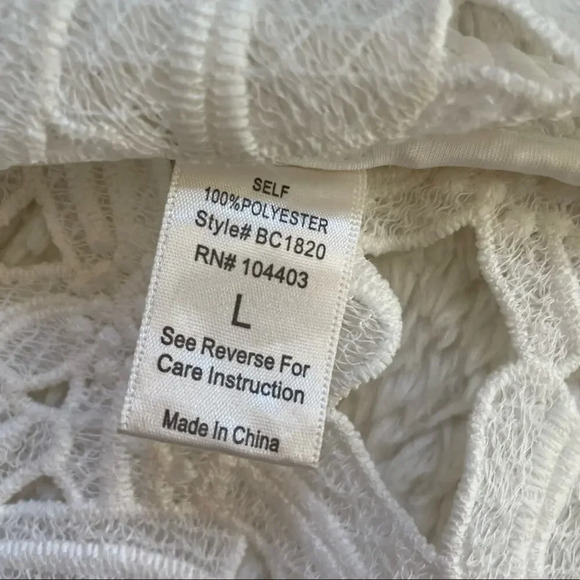 SELF
100%POLYESTER
Style# BC1820
RN# 104403
L
See Reverse For
Care Instruction
Made In China